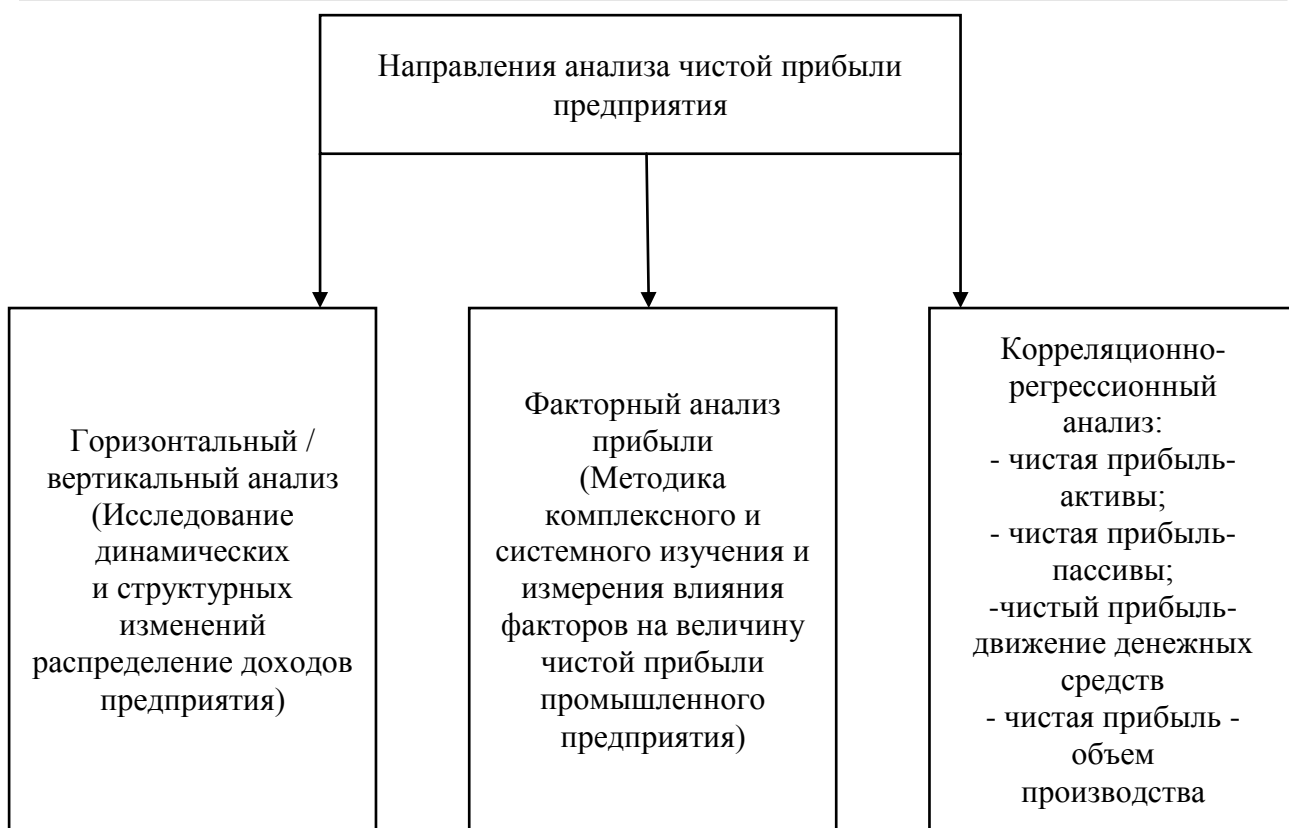 Направления анализа чистой прибыли
предприятия
Горизонтальный /
вертикальный анализ
(Исследование
динамических
и структурных
изменений
распределение доходов
предприятия)
Факторный анализ
прибыли
(Методика
комплексного и
системного изучения и
измерения влияния
факторов на величину
чистой прибыли
промышленного
предприятия)
Корреляционно-
регрессионный
анализ:
- чистая прибыль-
активы;
- чистая прибыль-
пассивы;
-чистый прибыль-
движение денежных
средств
- чистая прибыль -
объем
производства